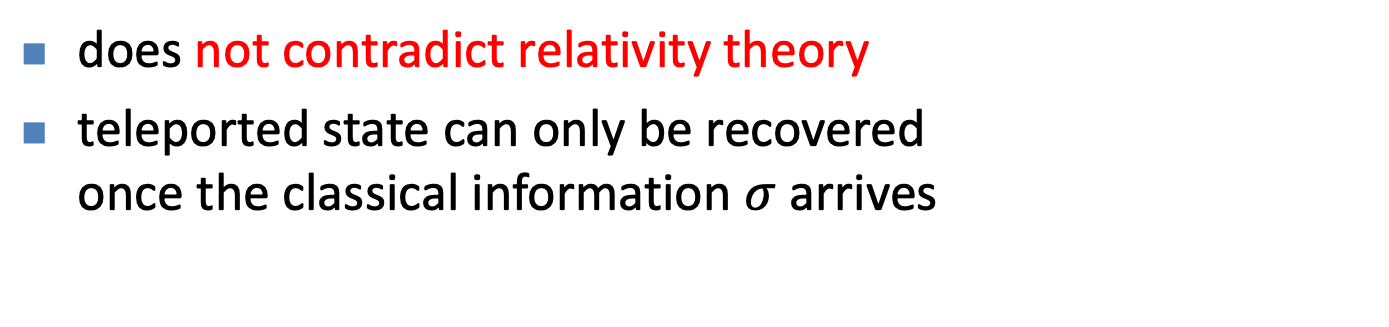 ■ does not contradict relativity theory
■ teleported state can only be recovered
once the classical information σ arrives